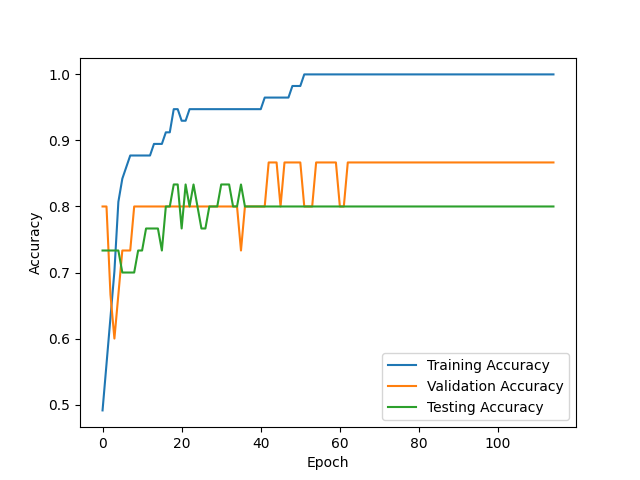 1.0
0.9
0.8
0.7
0.6
0.5
Accuracy
Training Accuracy
Validation Accuracy
Testing Accuracy
0 20 40 60 80 100
Epoch